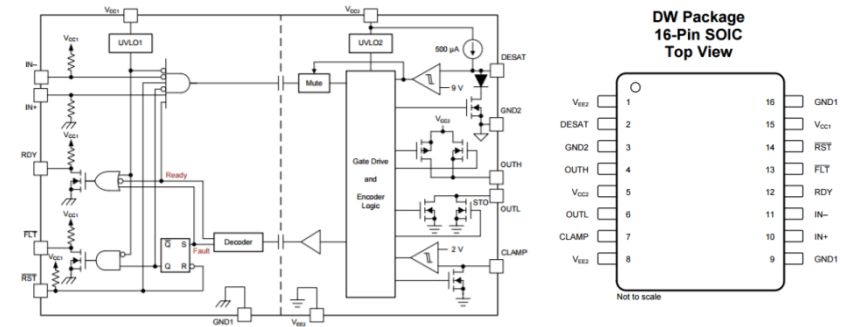 VCC1
VCC2
UVLO1
UVLO2
500 µA
DESAT
VCC1
IN–
IN+
Mute
9 V
GND2
VCC1
VCC2
RDY
Ready
Gate Drive
and
Encoder
Logic
OUTH
STO
OUTL
VCC1
FLT
VCC1
Q S
Fault
Decoder
2 V
CLAMP
Q R
RST
GND1
VEE2
DW Package
16-Pin SOIC
Top View
VEE2 1 16 GND1
DESAT 2 15 VCC1
GND2 3 14 RST
OUTH 4 13 FLT
VCC2 5 12 RDY
OUTL 6 11 IN–
CLAMP 7 10 IN+
VEE2 8 9 GND1
Not to scale